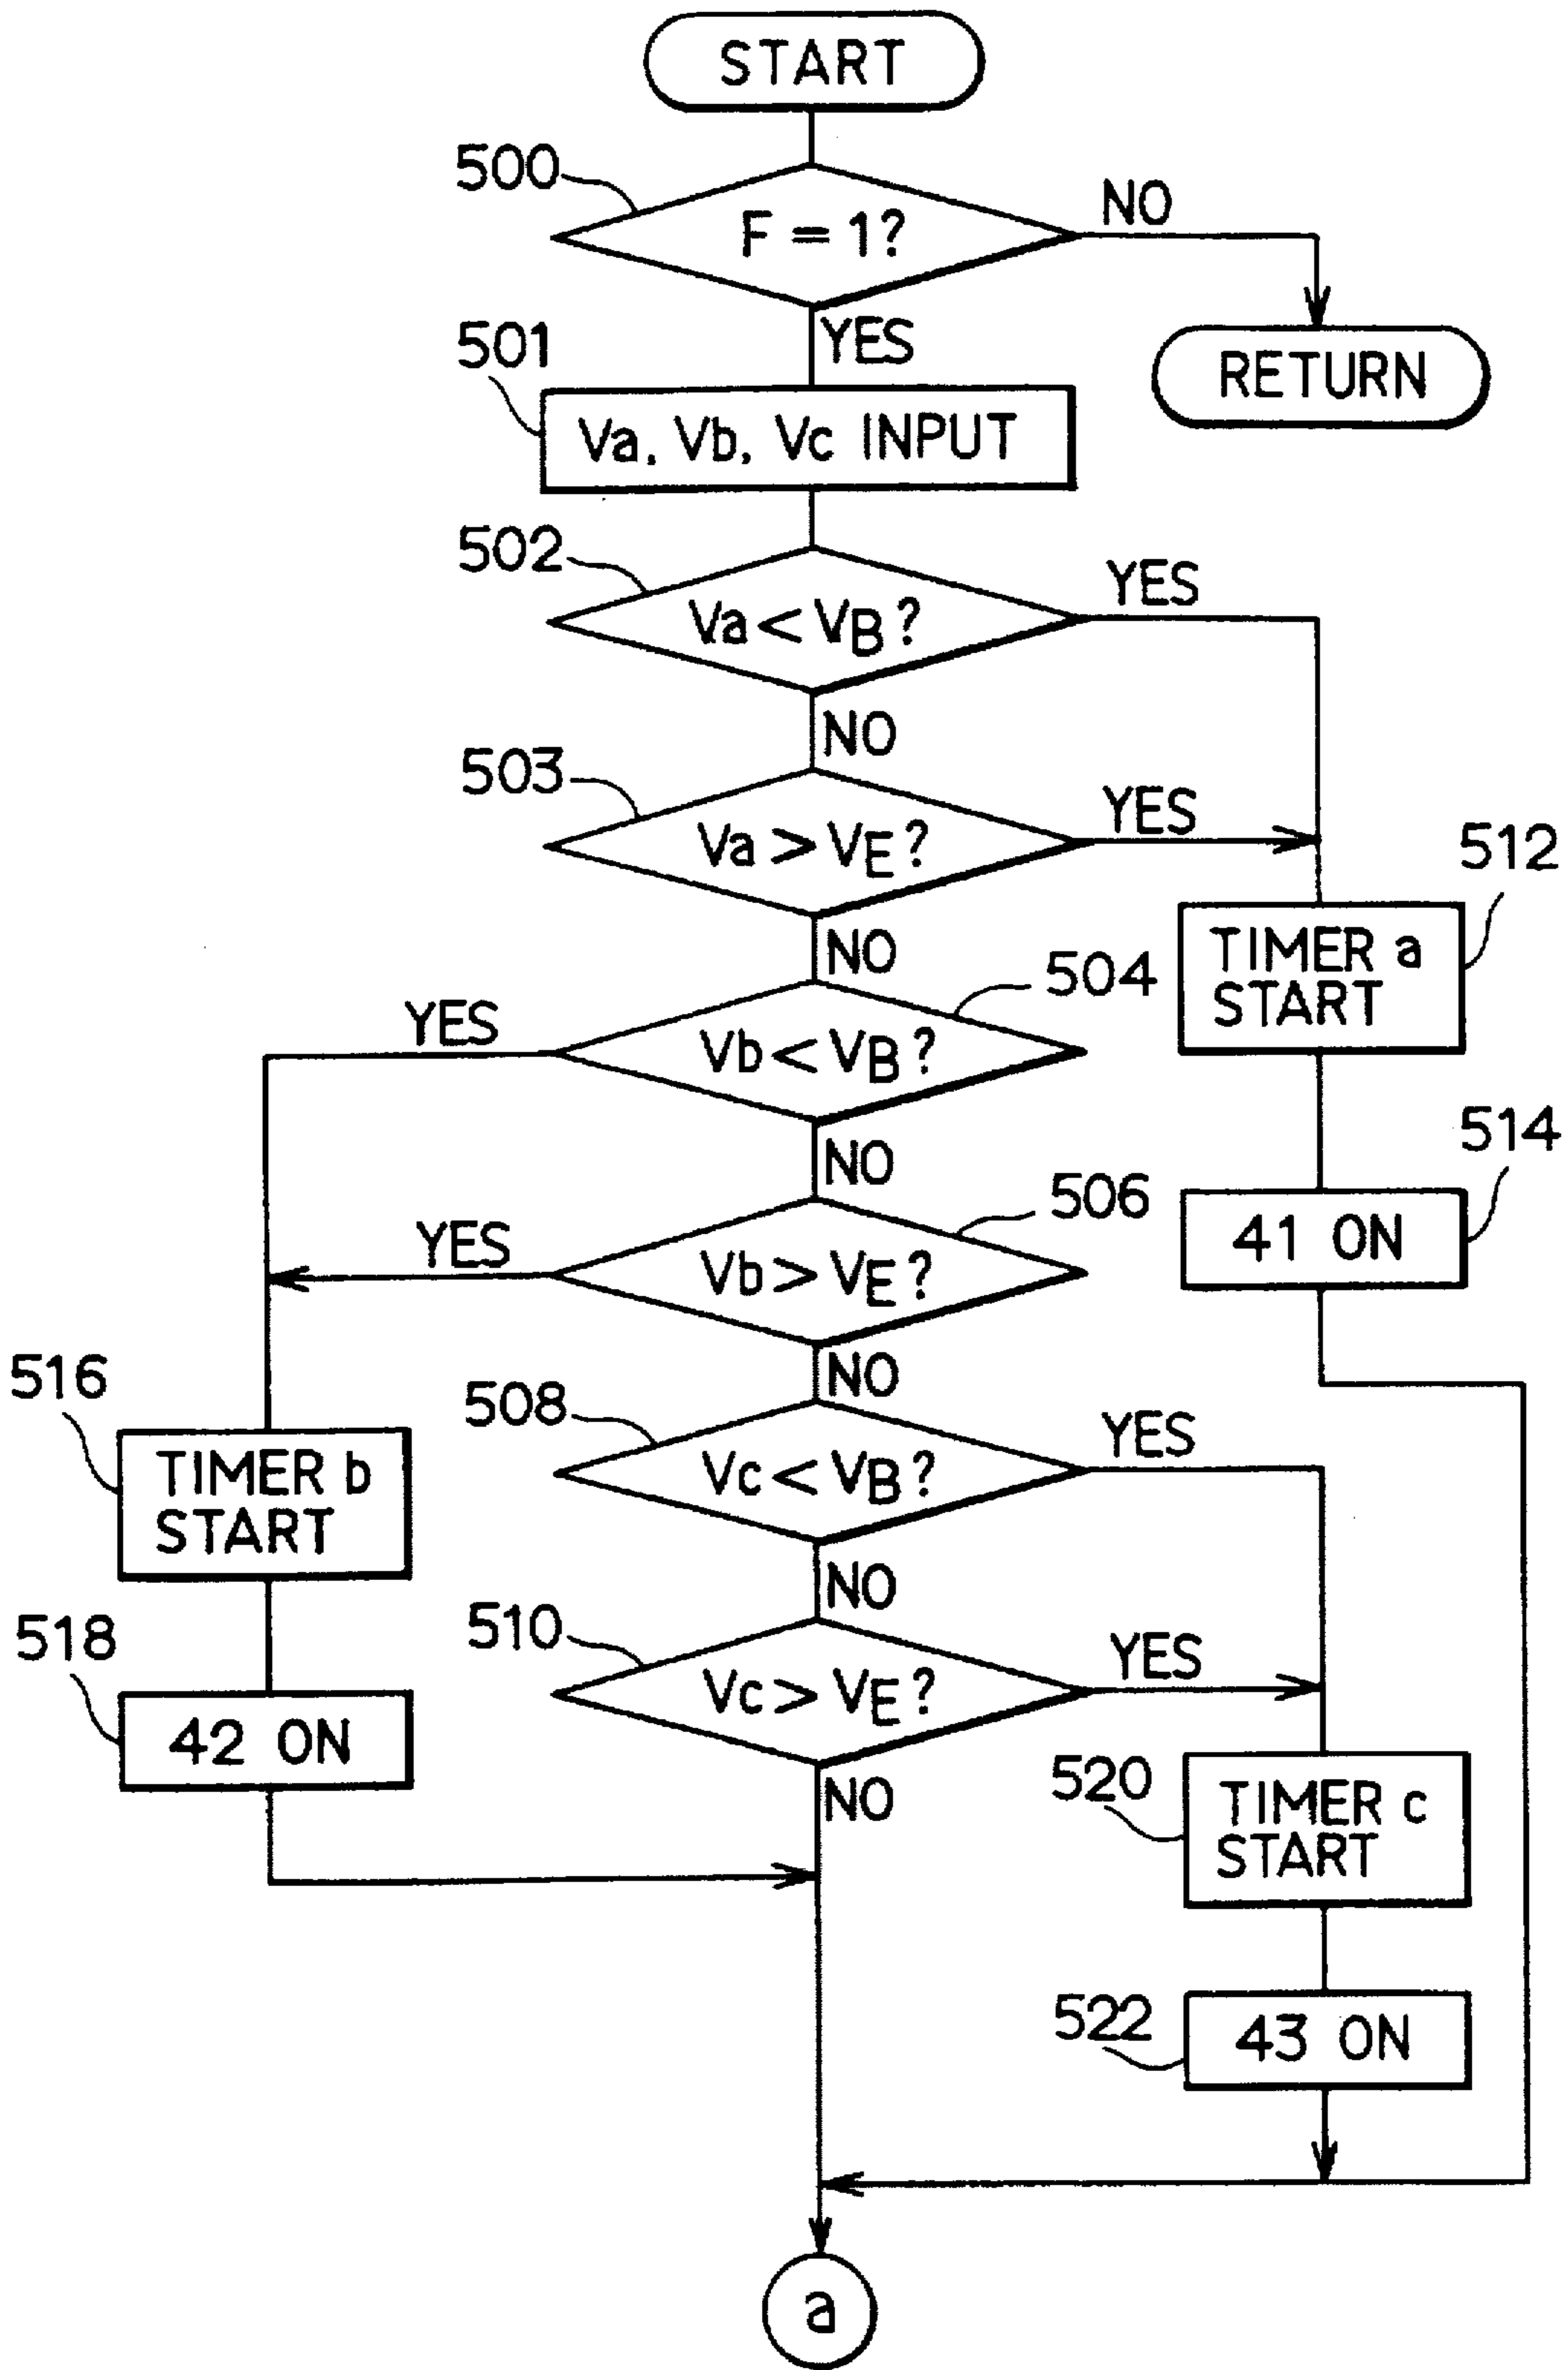 START
500
F = 1?
NO
YES
RETURN
501
Va, Vb, Vc INPUT
502
Va < VB?
YES
NO
503
Va > VE?
YES
NO
512
TIMER a
START
504
Vb < VB?
YES
NO
514
41 ON
506
Vb > VE?
YES
NO
516
TIMER b
START
508
Vc < VB?
YES
NO
518
42 ON
510
Vc > VE?
YES
NO
520
TIMER c
START
522
43 ON
a